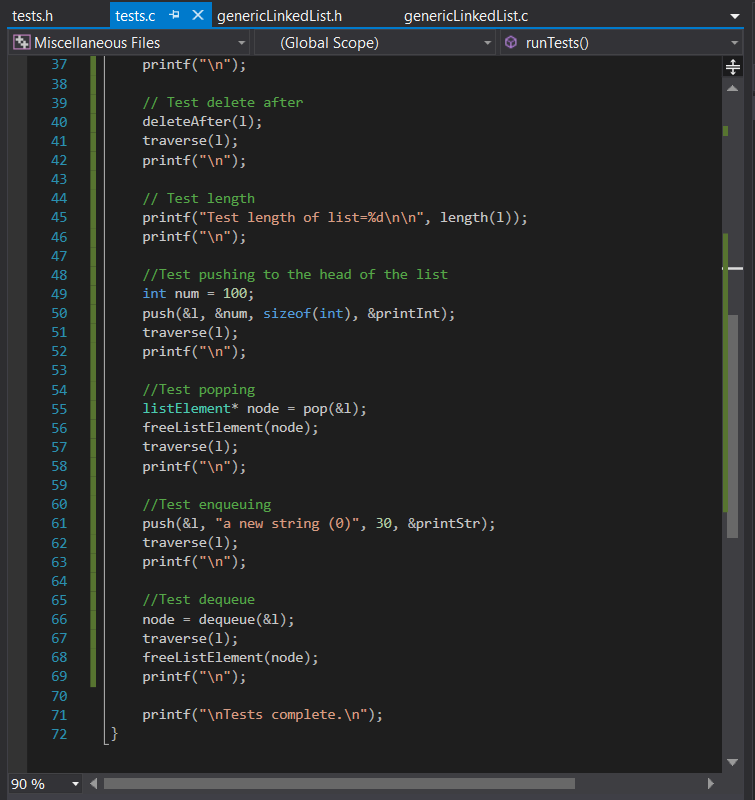 tests.h tests.c genericLinkedList.h genericLinkedList.c
Miscellaneous Files (Global Scope) runTests()
37 printf("\n");
38
39 // Test delete after
40 deleteAfter(l);
41 traverse(l);
42 printf("\n");
43
44 // Test length
45 printf("Test length of list=%d\n\n", length(l));
46 printf("\n");
47
48 //Test pushing to the head of the list
49 int num = 100;
50 push(&l, &num, sizeof(int), &printInt);
51 traverse(l);
52 printf("\n");
53
54 //Test popping
55 listElement* node = pop(&l);
56 freeListElement(node);
57 traverse(l);
58 printf("\n");
59
60 //Test enqueuing
61 push(&l, "a new string (0)", 30, &printStr);
62 traverse(l);
63 printf("\n");
64
65 //Test dequeue
66 node = dequeue(&l);
67 traverse(l);
68 freeListElement(node);
69 printf("\n");
70
71 printf("\nTests complete.\n");
72 }
90 %